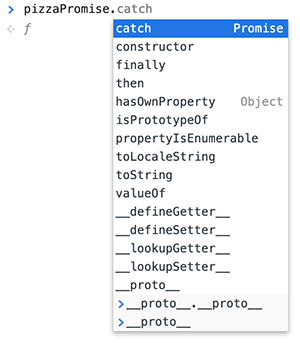 > pizzaPromise.catch
<· f
catch Promise
constructor
finally
then
hasOwnProperty Object
isPrototypeOf
propertyIsEnumerable
toLocaleString
toString
valueOf
__defineGetter__
__defineSetter__
__lookupGetter__
__lookupSetter__
__proto__
>__proto__.__proto__
>__proto__